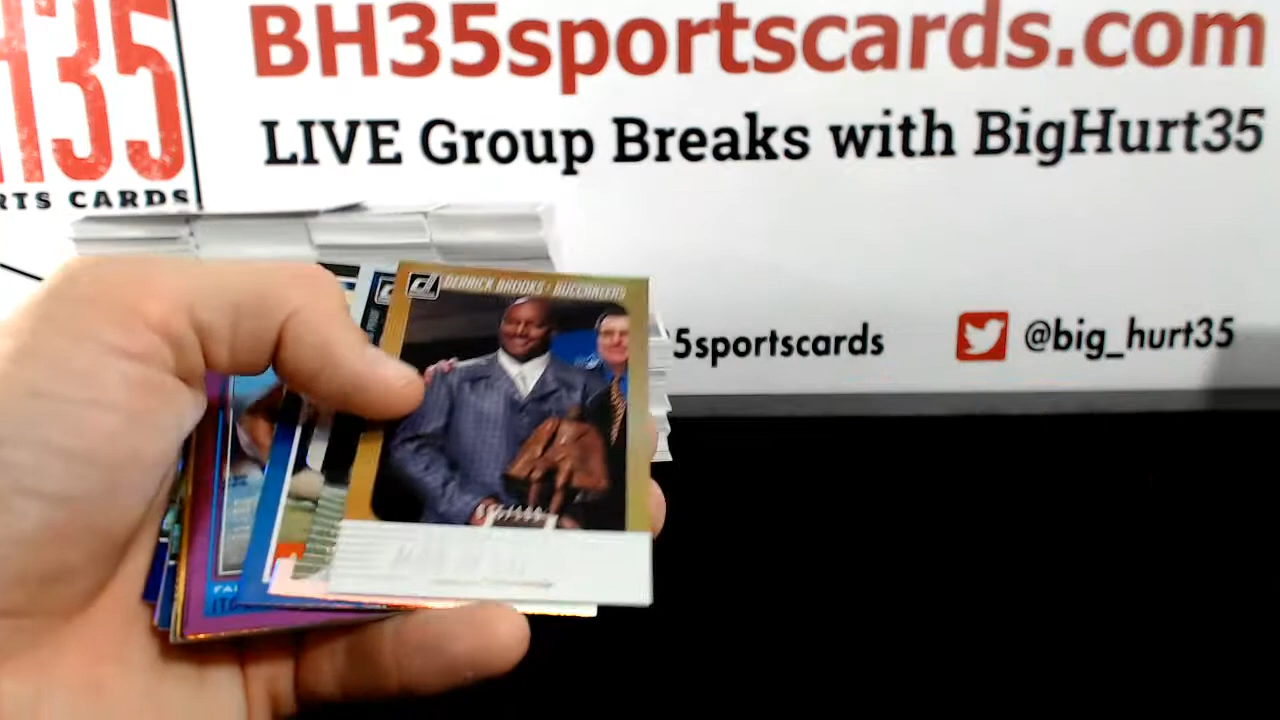 H35
RTS CARDS
BH35sportscards.com
LIVE Group Breaks with BigHurt35
5sportscards
@big_hurt35
DERRICK BROOKS • BUCCANEERS